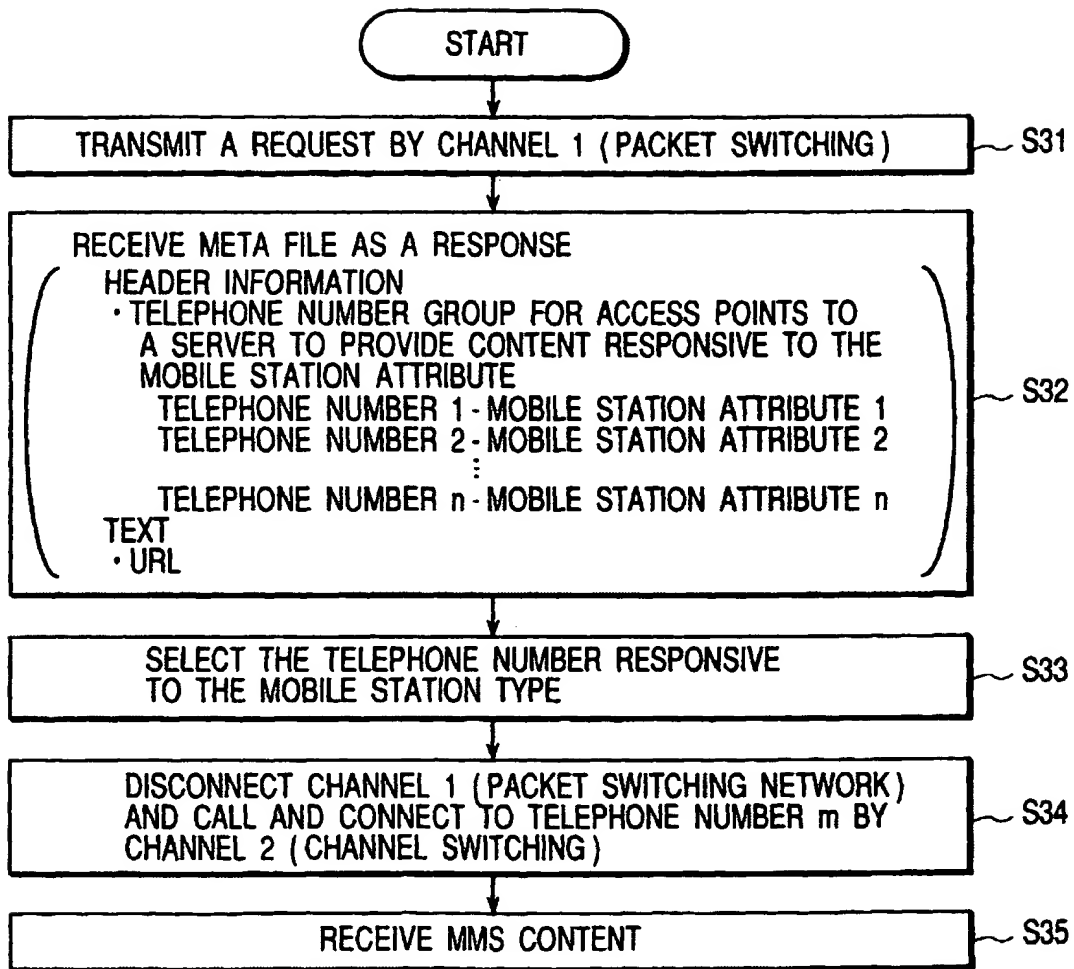 START
TRANSMIT A REQUEST BY CHANNEL 1 (PACKET SWITCHING)
S31
RECEIVE META FILE AS A RESPONSE
HEADER INFORMATION
・TELEPHONE NUMBER GROUP FOR ACCESS POINTS TO
A SERVER TO PROVIDE CONTENT RESPONSIVE TO THE
MOBILE STATION ATTRIBUTE
TELEPHONE NUMBER 1 - MOBILE STATION ATTRIBUTE 1
TELEPHONE NUMBER 2 - MOBILE STATION ATTRIBUTE 2
⋮
TELEPHONE NUMBER n - MOBILE STATION ATTRIBUTE n
TEXT
・URL
S32
SELECT THE TELEPHONE NUMBER RESPONSIVE
TO THE MOBILE STATION TYPE
S33
DISCONNECT CHANNEL 1 (PACKET SWITCHING NETWORK)
AND CALL AND CONNECT TO TELEPHONE NUMBER m BY
CHANNEL 2 (CHANNEL SWITCHING)
S34
RECEIVE MMS CONTENT
S35